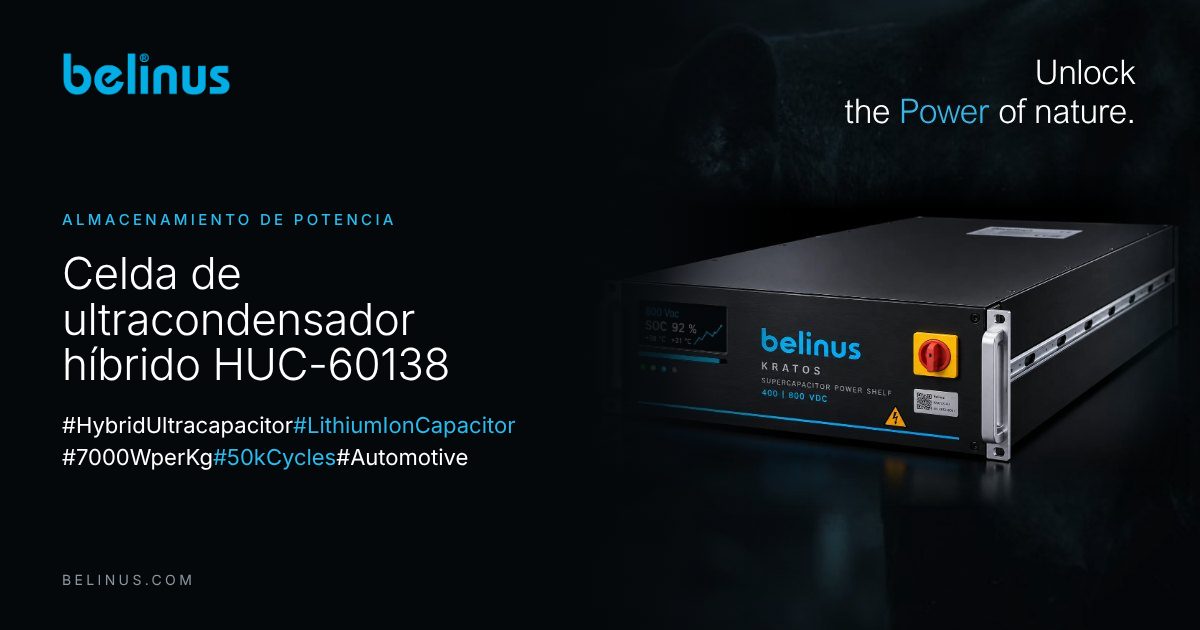 belinus®
Unlock
the Power of nature.
ALMACENAMIENTO DE POTENCIA
Celda de
ultracondensador
híbrido HUC-60138
#HybridUltracapacitor#LithiumIonCapacitor
#7000WperKg#50kCycles#Automotive
BELINUS.COM
800 Vdc
SOC 92 %
belinus
KRATOS
SUPERCAPACITOR POWER SHELF
400 | 800 VDC